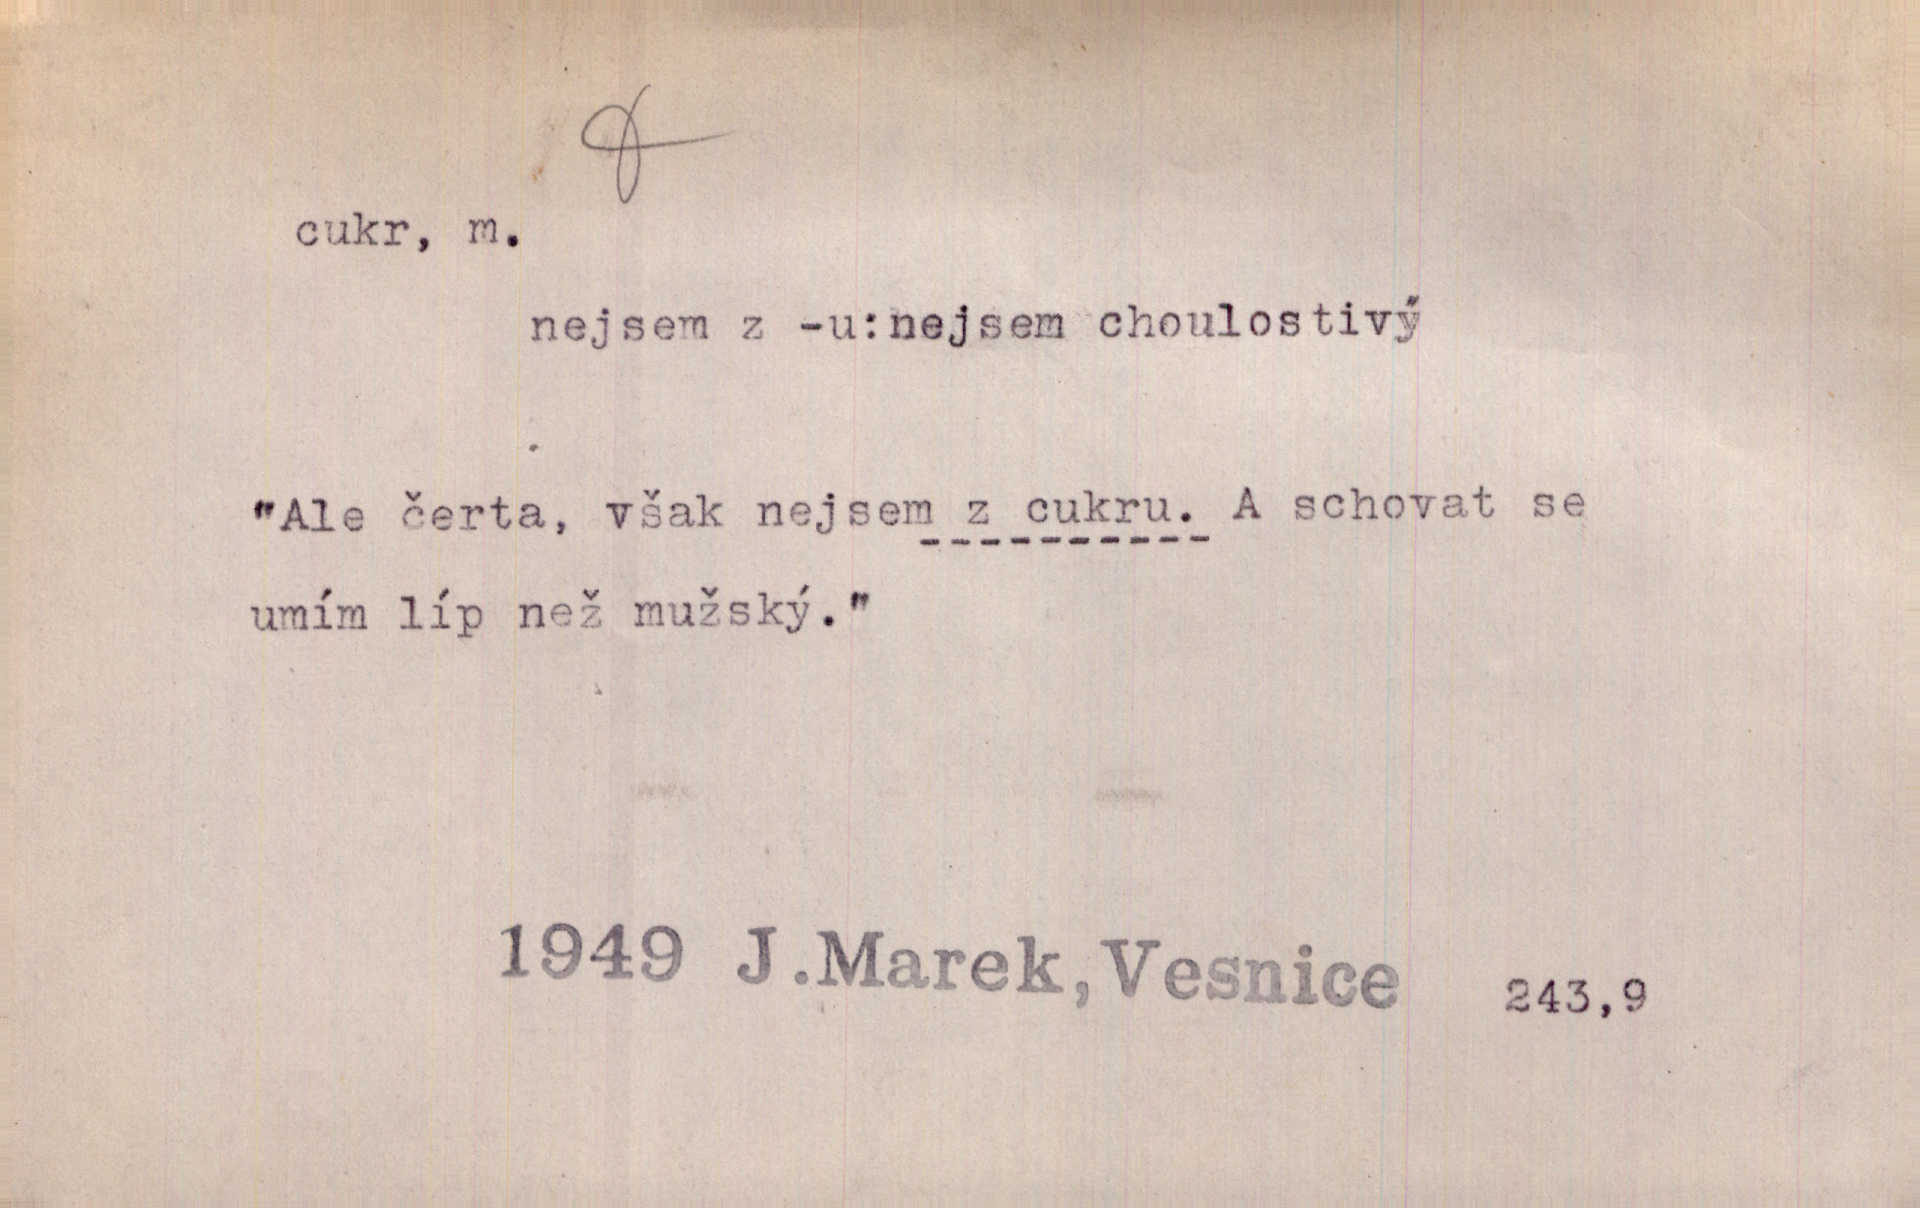 cukr, m.
nejsem z -u:nejsem choulostivý
"Ale čerta, však nejsem z cukru. A schovat se
umím líp než mužský."
1949 J.Marek,Vesnice 243,9